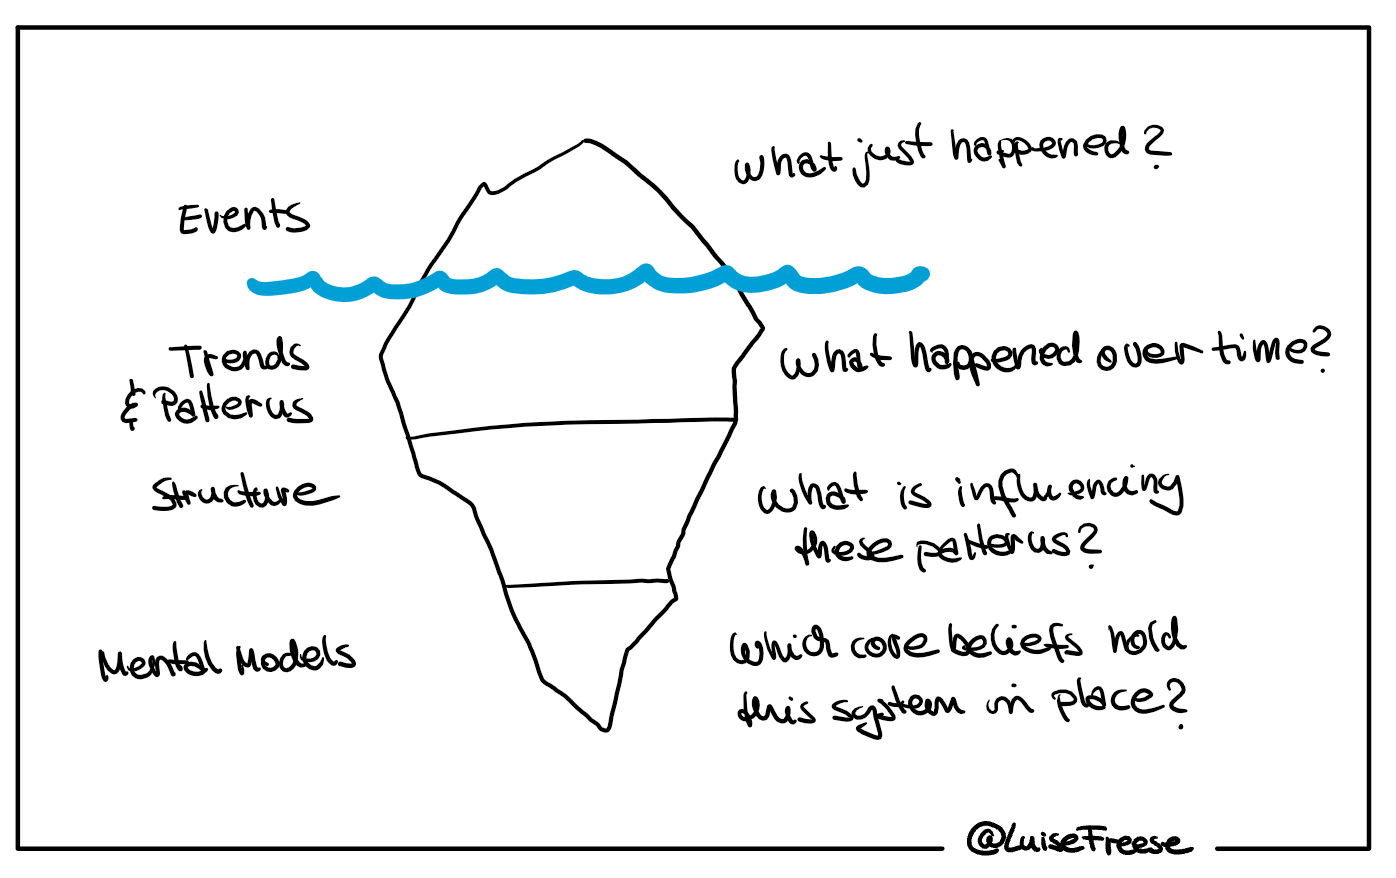 what just happened?
Events
Trends
& Patterns
what happened over time?
Structure
what is influencing
these patterns?
Mental Models
which core beliefs hold
this system in place?
@LuiseFreese